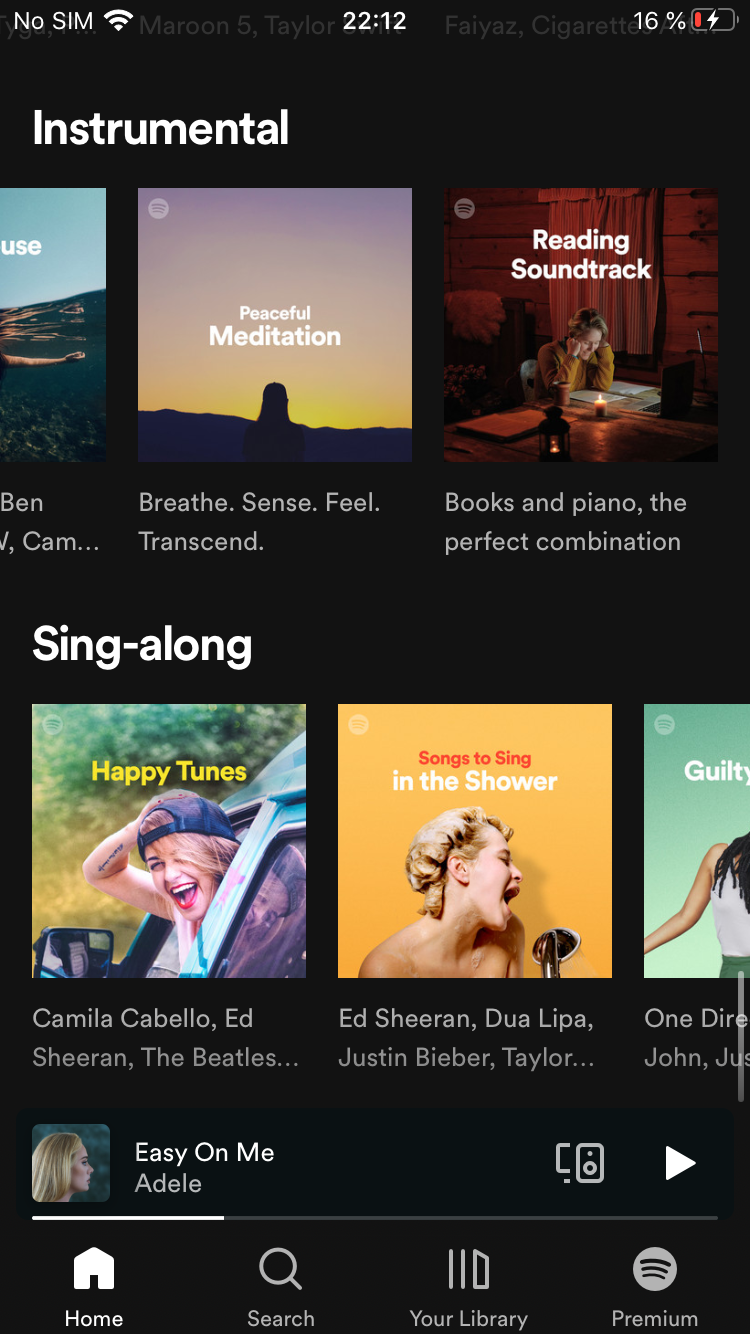 No SIM 22:12 16 %
Maroon 5, Taylor Swift
Faiyaz, Cigarettes
Instrumental
use
Peaceful
Meditation
Reading
Soundtrack
Ben
Cam...
Breathe. Sense. Feel.
Transcend.
Books and piano, the
perfect combination
Sing-along
Happy Tunes
Songs to Sing
in the Shower
Guilty
Camila Cabello, Ed
Sheeran, The Beatles...
Ed Sheeran, Dua Lipa,
Justin Bieber, Taylor...
One Dire
John, Jus
Easy On Me
Adele
Home
Search
Your Library
Premium